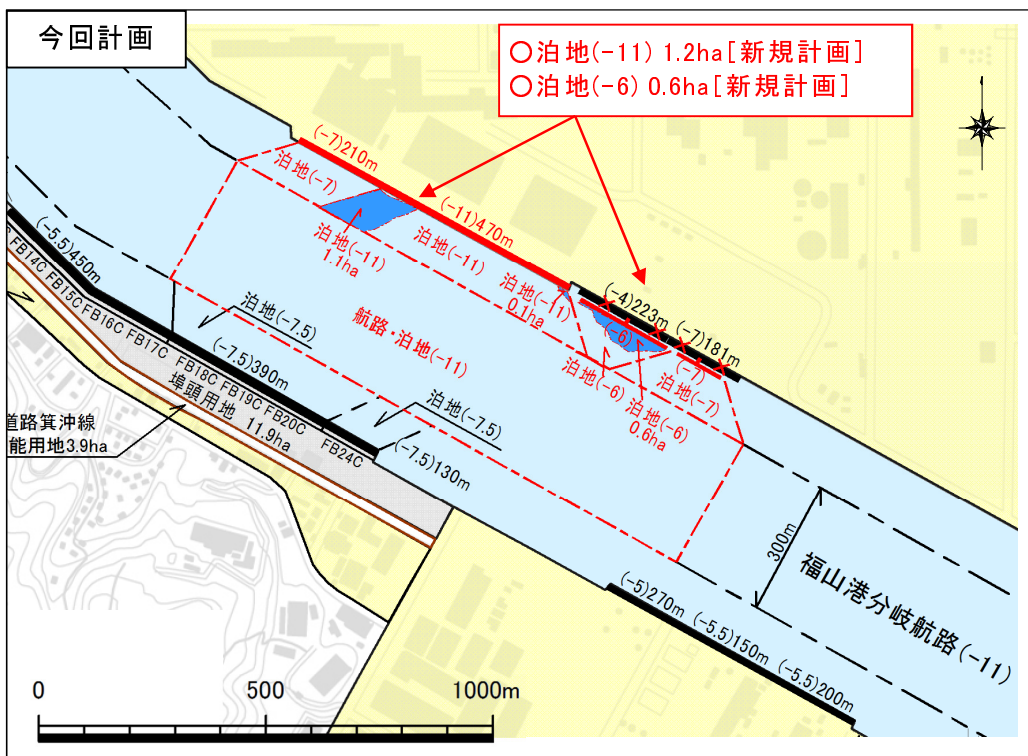 今回計画
○泊地(-11) 1.2ha[新規計画]
○泊地(-6) 0.6ha[新規計画]
(-7)210m
泊地(-7)
(-11)470m
泊地(-11)
1.1ha
泊地(-11)
泊地(-11)
0.1ha
(-4)223m
(-7)181m
(-6)
(-7)
泊地(-7)
泊地(-6)
泊地(-6)
0.6ha
航路・泊地(-11)
(-5.5)450m
FB14C
FB15C
FB16C
FB17C
FB18C
FB19C
FB20C
FB24C
泊地(-7.5)
(-7.5)390m
泊地(-7.5)
(-7.5)130m
埠頭用地 11.9ha
道路箕沖線
能用地3.9ha
300m
福山港分岐航路(-11)
(-5)270m
(-5.5)150m
(-5.5)200m
0
500
1000m